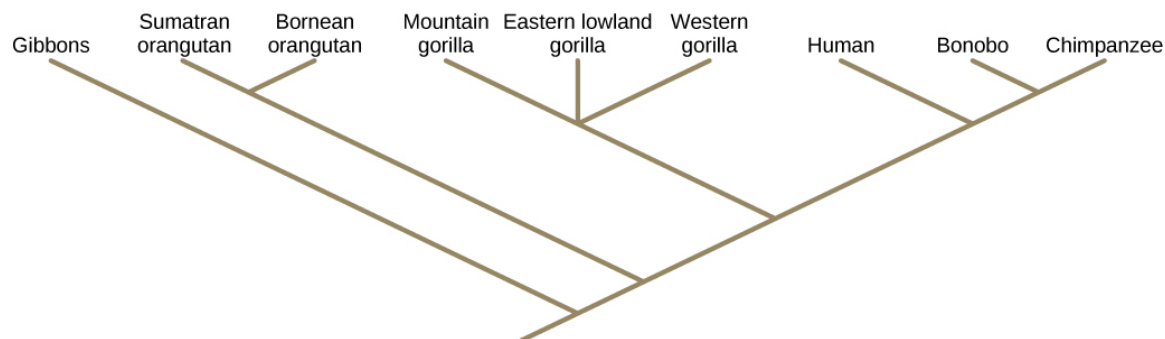 Gibbons
Sumatran
orangutan
Bornean
orangutan
Mountain
gorilla
Eastern lowland
gorilla
Western
gorilla
Human
Bonobo
Chimpanzee